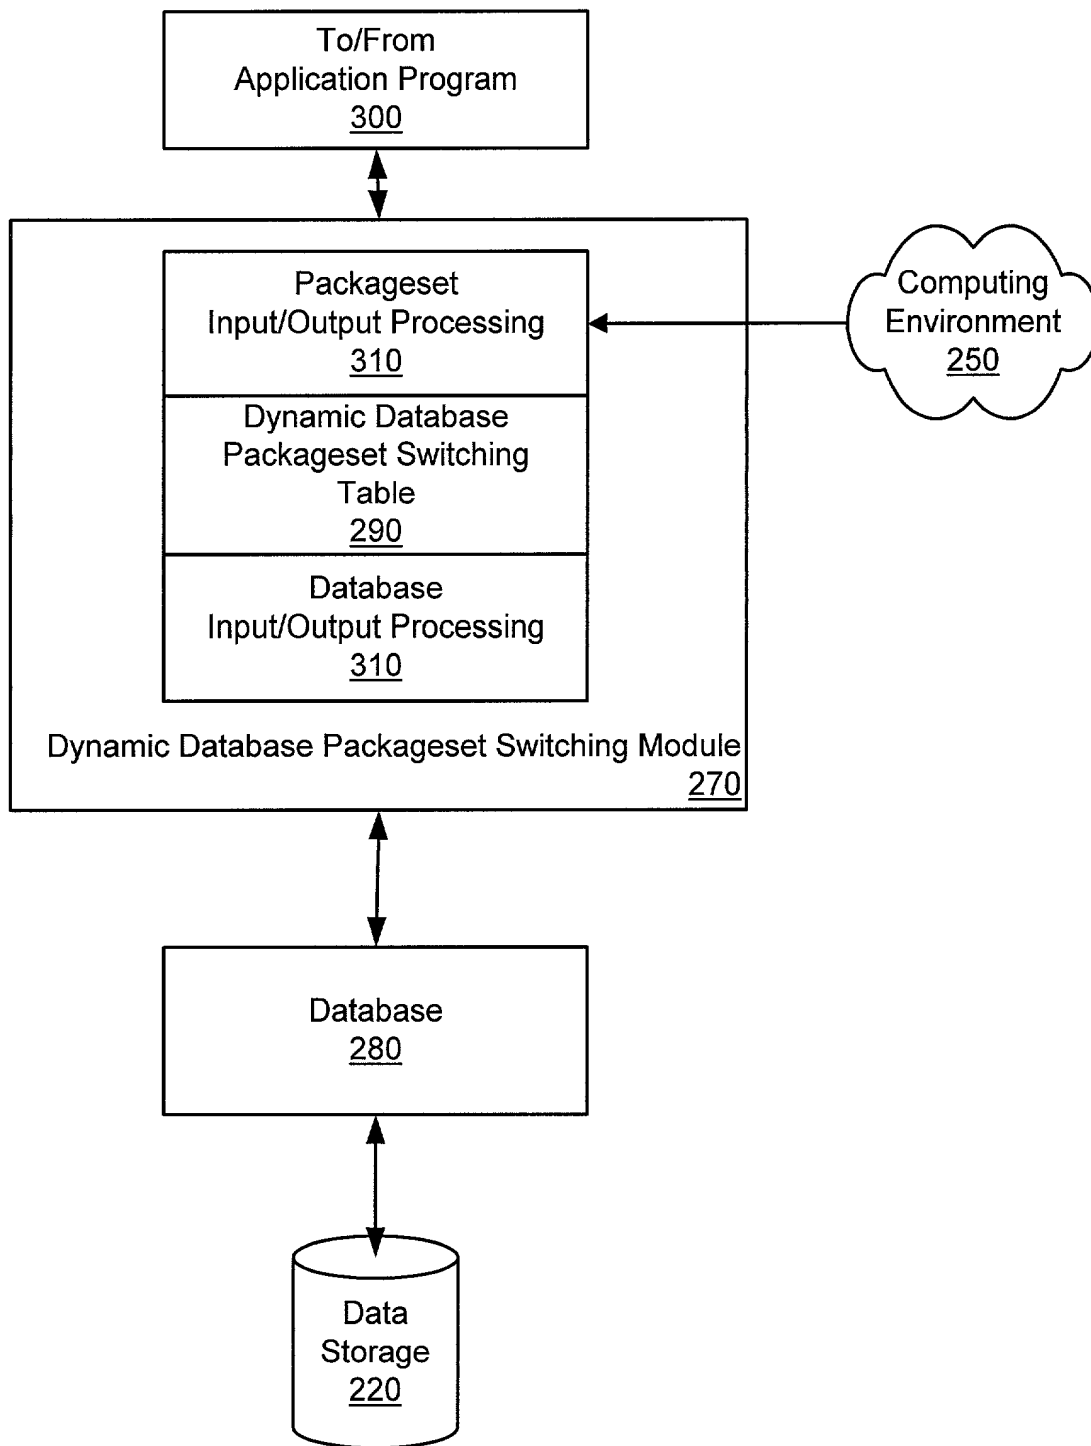 To/From
Application Program
300
Packageset
Input/Output Processing
310
Computing
Environment
250
Dynamic Database
Packageset Switching
Table
290
Database
Input/Output Processing
310
Dynamic Database Packageset Switching Module
270
Database
280
Data
Storage
220